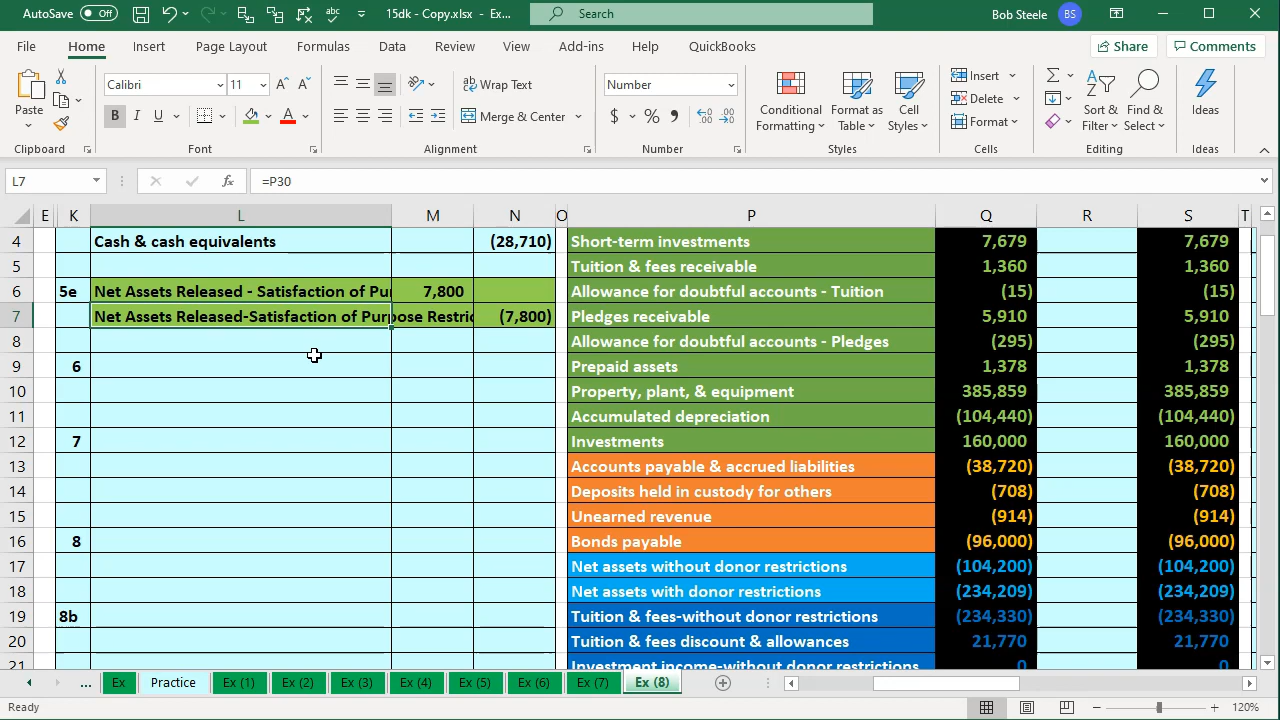 AutoSave Off 15dk - Copy.xlsx - Ex... Search Bob Steele BS
File Home Insert Page Layout Formulas Data Review View Add-ins Help QuickBooks Share Comments
Paste Calibri 11 Wrap Text Number Insert Sort & Find &
B I U Merge & Center $ % Conditional Format as Cell Delete Filter Select Ideas
Formatting Table Styles Format
Clipboard Font Alignment Number Styles Cells Editing Ideas
L7 fx =P30
E K L M N O P Q R S T
4 Cash & cash equivalents (28,710) Short-term investments 7,679 7,679
5 Tuition & fees receivable 1,360 1,360
6 5e Net Assets Released - Satisfaction of Pu 7,800 Allowance for doubtful accounts - Tuition (15) (15)
7 Net Assets Released-Satisfaction of Purpose Restric (7,800) Pledges receivable 5,910 5,910
8 Allowance for doubtful accounts - Pledges (295) (295)
9 6 Prepaid assets 1,378 1,378
10 Property, plant, & equipment 385,859 385,859
11 Accumulated depreciation (104,440) (104,440)
12 7 Investments 160,000 160,000
13 Accounts payable & accrued liabilities (38,720) (38,720)
14 Deposits held in custody for others (708) (708)
15 Unearned revenue (914) (914)
16 8 Bonds payable (96,000) (96,000)
17 Net assets without donor restrictions (104,200) (104,200)
18 Net assets with donor restrictions (234,209) (234,209)
19 8b Tuition & fees-without donor restrictions (234,330) (234,330)
20 Tuition & fees discount & allowances 21,770 21,770
21 Investment income-without donor restrictions 0 0
... Ex Practice Ex (1) Ex (2) Ex (3) Ex (4) Ex (5) Ex (6) Ex (7) Ex (8)
Ready 120%